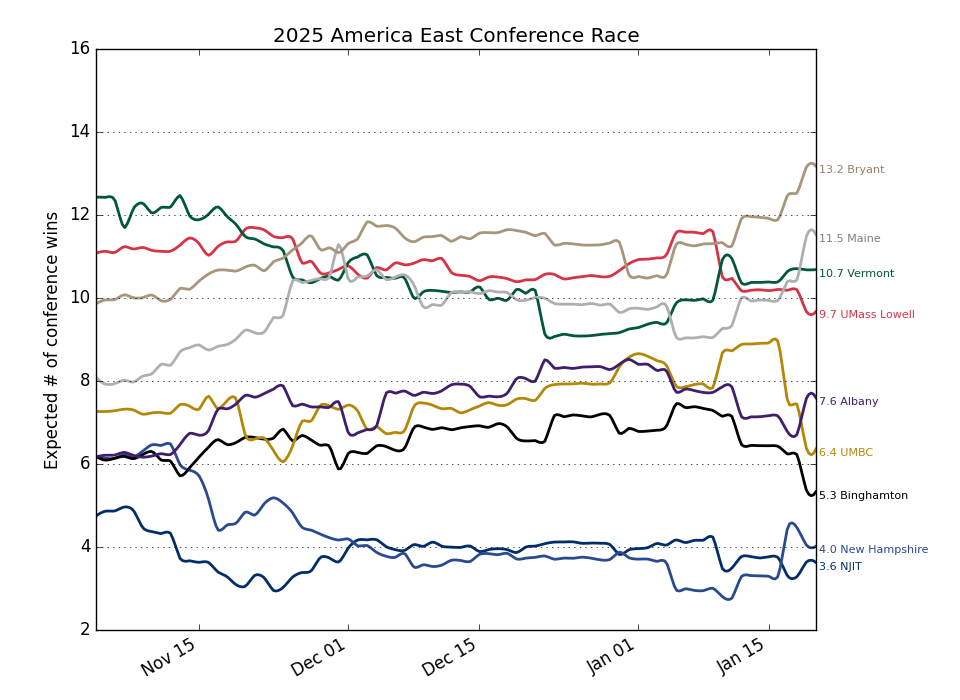 2025 America East Conference Race
Expected # of conference wins
16
14
12
10
8
6
4
2
13.2 Bryant
11.5 Maine
10.7 Vermont
9.7 UMass Lowell
7.6 Albany
6.4 UMBC
5.3 Binghamton
4.0 New Hampshire
3.6 NJIT
Nov 15
Dec 01
Dec 15
Jan 01
Jan 15